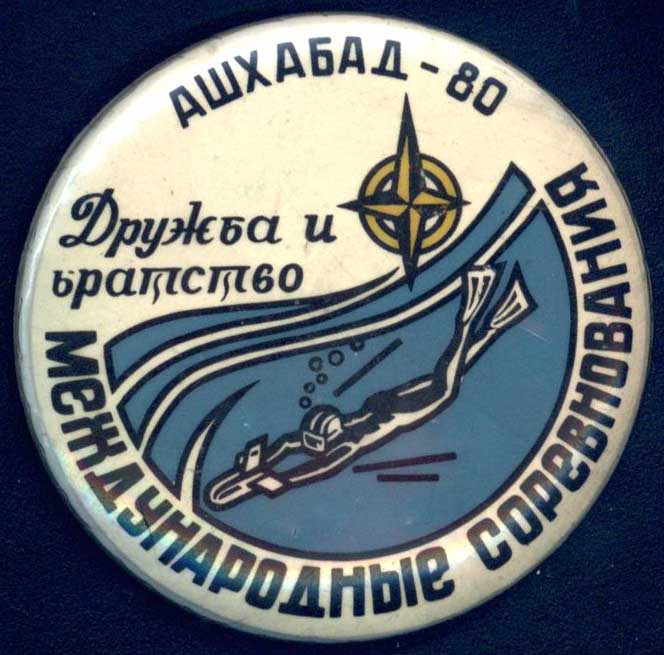 АШХАБАД - 80
Дружба и
братство
МЕЖДУНАРОДНЫЕ СОРЕВНОВАНИЯ